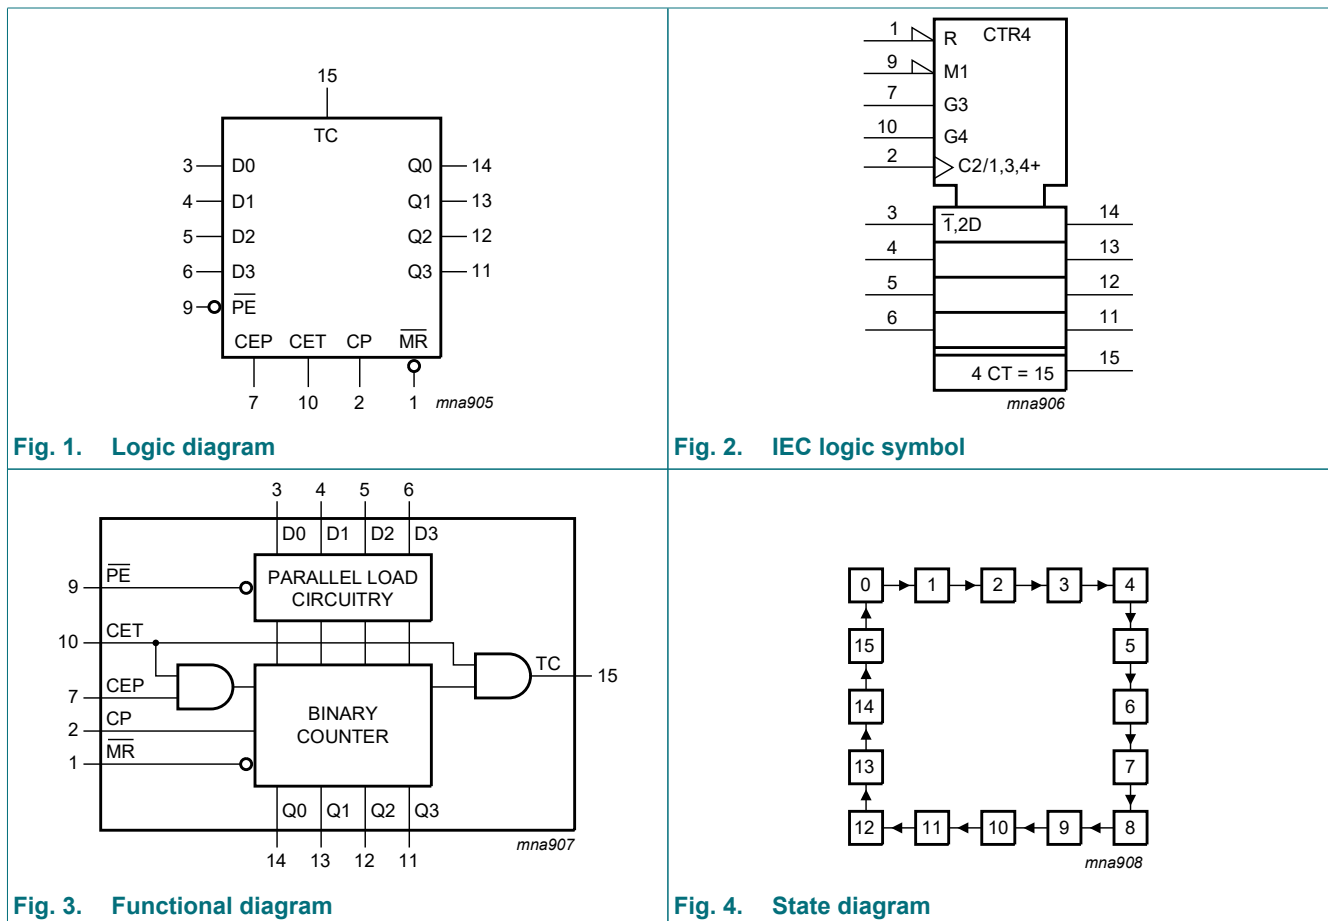 15
TC
3 D0 Q0 14
4 D1 Q1 13
5 D2 Q2 12
6 D3 Q3 11
9 P̅E̅
CEP CET CP M̅R̅
7 10 2 1 mna905
Fig. 1. Logic diagram
1 R CTR4
9 M1
7 G3
10 G4
2 C2/1,3,4+
3 1̅,2D 14
4 13
5 12
6 11
4 CT = 15 15
mna906
Fig. 2. IEC logic symbol
3 4 5 6
D0 D1 D2 D3
9 P̅E̅ PARALLEL LOAD
CIRCUITRY
10 CET
TC 15
7 CEP
2 CP BINARY
COUNTER
1 M̅R̅
Q0 Q1 Q2 Q3
14 13 12 11 mna907
Fig. 3. Functional diagram
0 1 2 3 4
15 5
14 6
13 7
12 11 10 9 8
mna908
Fig. 4. State diagram